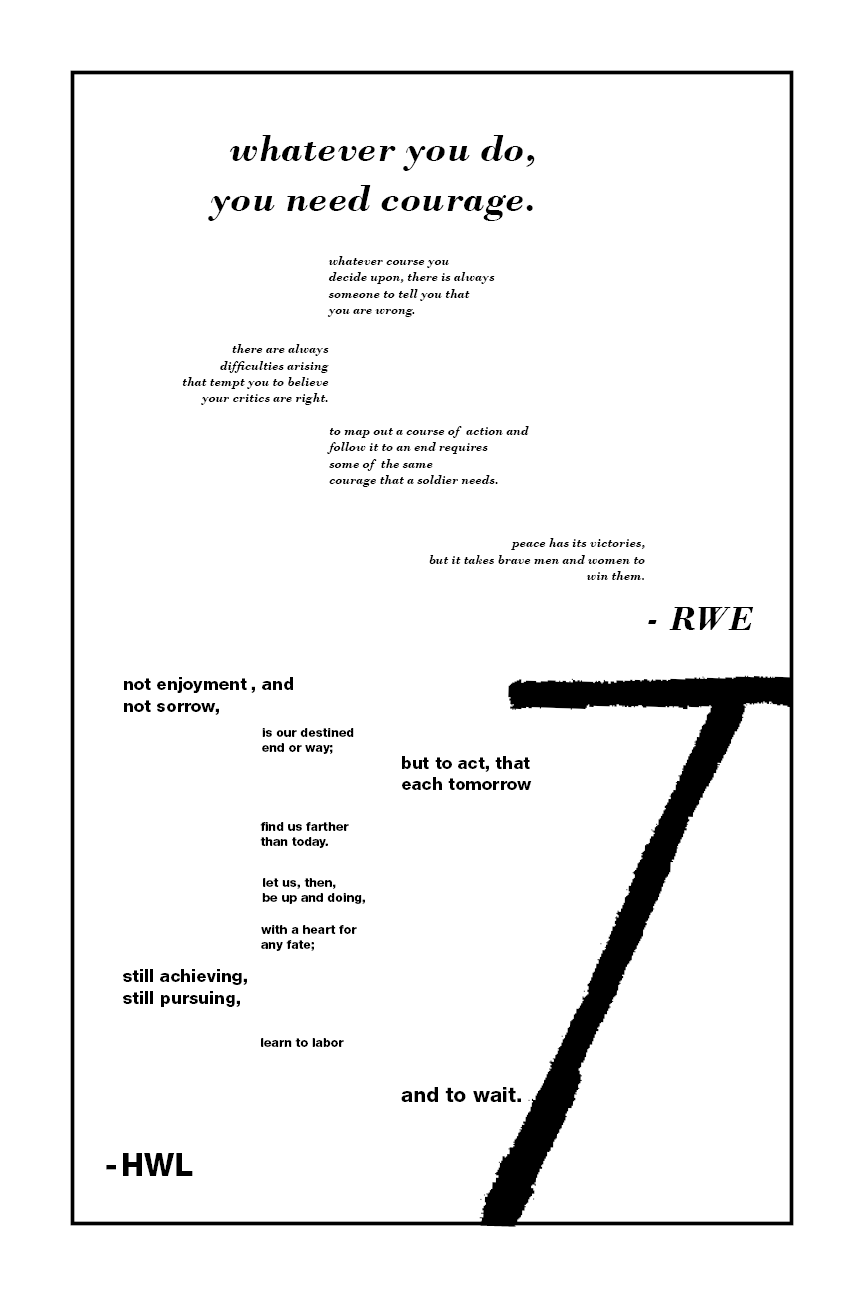 whatever you do,
you need courage.
whatever course you
decide upon, there is always
someone to tell you that
you are wrong.
there are always
difficulties arising
that tempt you to believe
your critics are right.
to map out a course of action and
follow it to an end requires
some of the same
courage that a soldier needs.
peace has its victories,
but it takes brave men and women to
win them.
- RWE
not enjoyment , and
not sorrow,
is our destined
end or way;
but to act, that
each tomorrow
find us farther
than today.
let us, then,
be up and doing,
with a heart for
any fate;
still achieving,
still pursuing,
learn to labor
and to wait.
-HWL
7